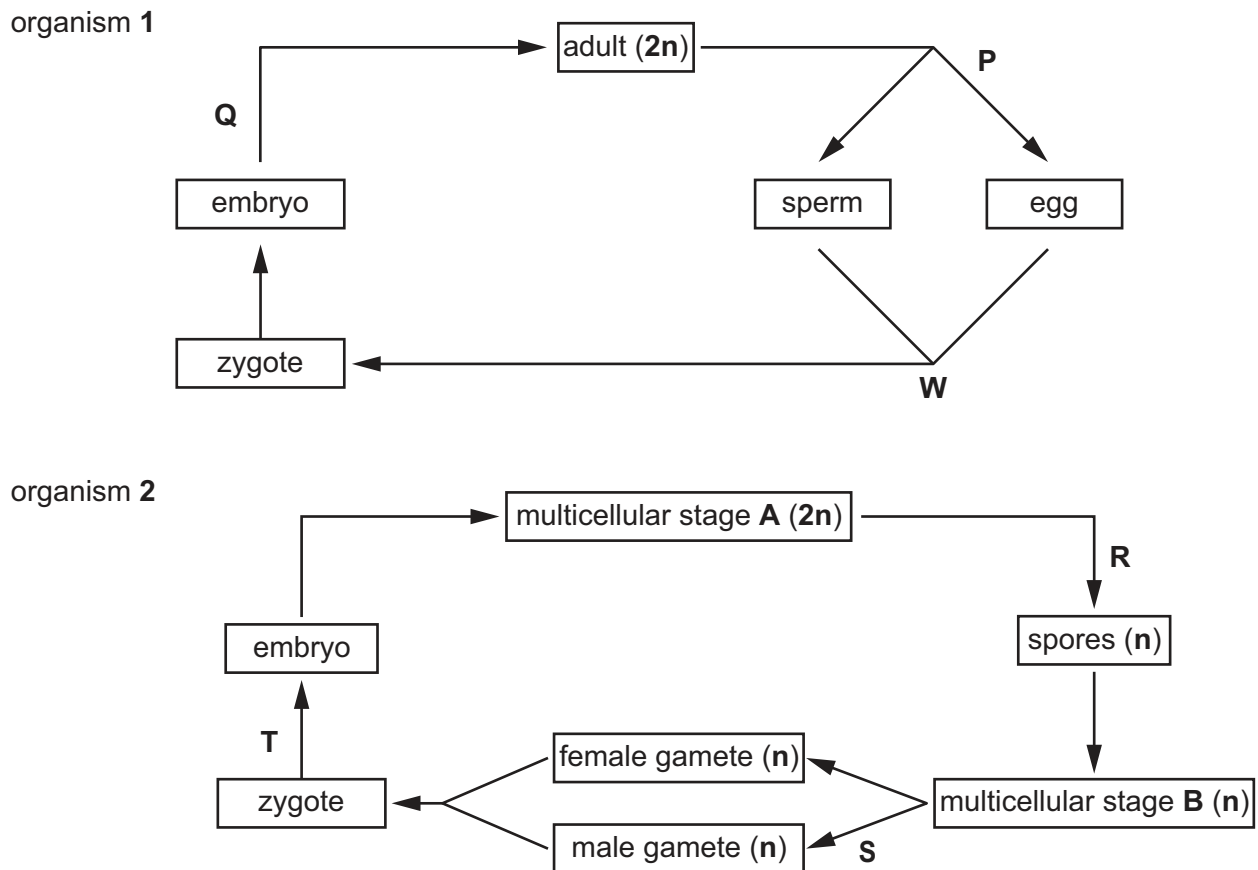 organism 1
adult (2n)
P
Q
embryo
sperm
egg
zygote
W
organism 2
multicellular stage A (2n)
R
embryo
spores (n)
T
female gamete (n)
zygote
multicellular stage B (n)
male gamete (n)
S